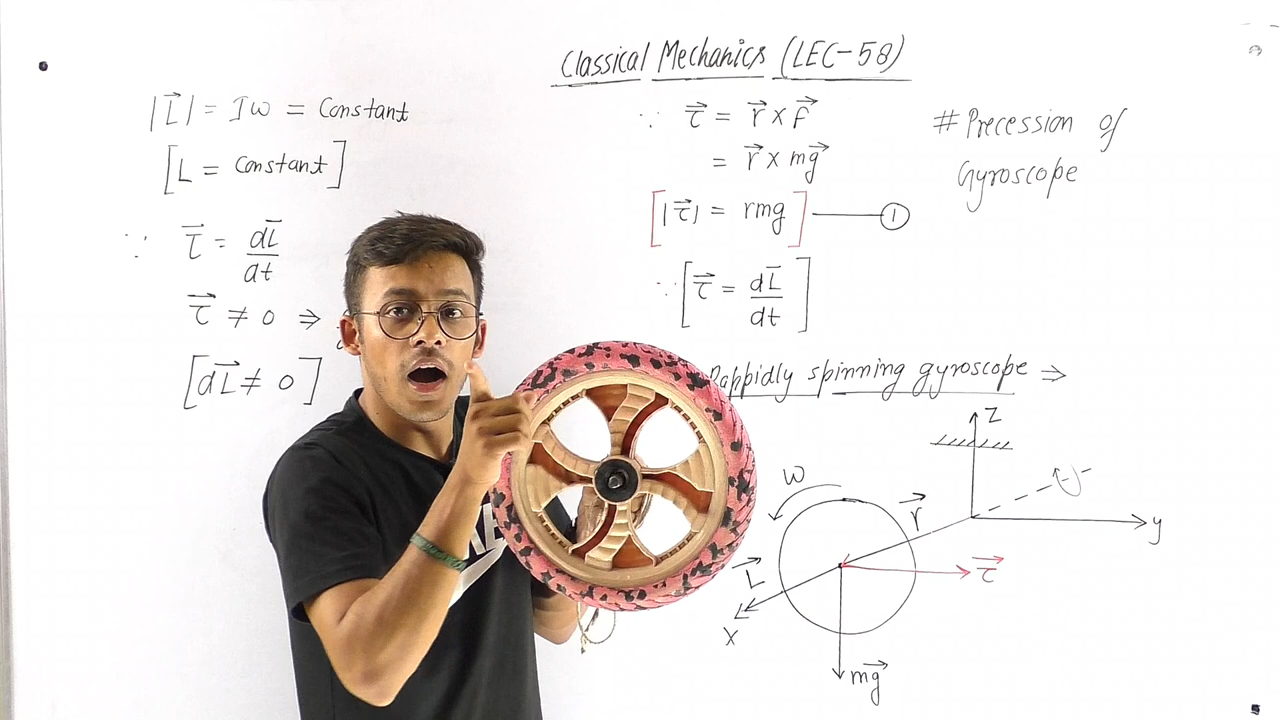 Classical Mechanics (LEC-58)
|L⃗| = Iω = Constant
[L = Constant]
∵ τ⃗ = dL̄/dt
τ⃗ ≠ 0 ⇒
[dL⃗ ≠ 0]
∵ τ⃗ = r⃗ × F⃗
= r⃗ × mg⃗
[|τ⃗| = rmg] —— ①
∵ [τ⃗ = dL̄/dt]
# Precession of
Gyroscope
Rappidly spinning gyroscope ⇒
z
ω
r⃗
y
τ⃗
L⃗
x
mg⃗